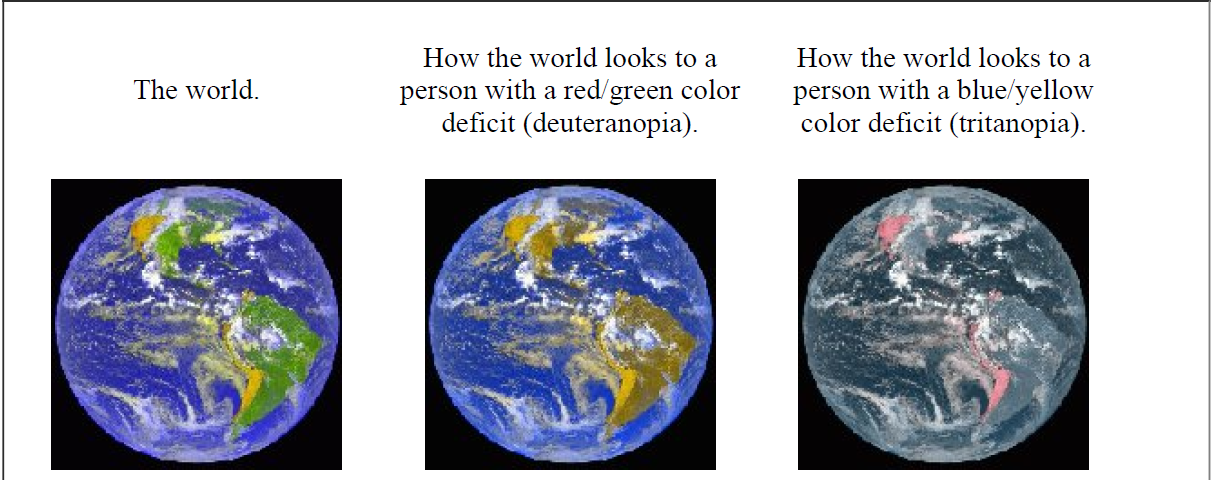 The world.
How the world looks to a
person with a red/green color
deficit (deuteranopia).
How the world looks to a
person with a blue/yellow
color deficit (tritanopia).